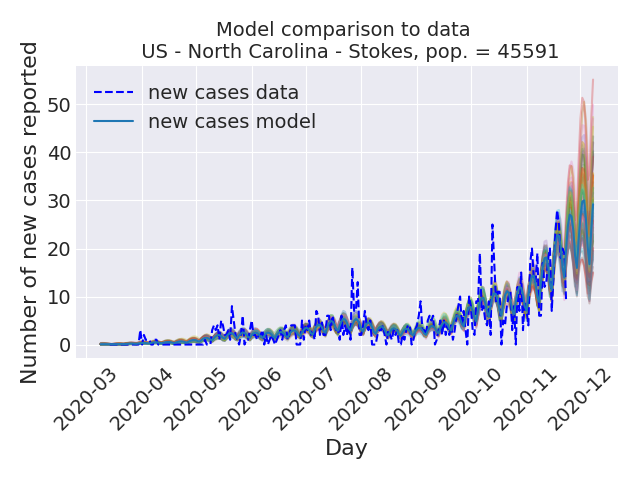 Model comparison to data
US - North Carolina - Stokes, pop. = 45591
Number of new cases reported
50
40
30
20
10
0
new cases data
new cases model
2020-03
2020-04
2020-05
2020-06
2020-07
2020-08
2020-09
2020-10
2020-11
2020-12
Day